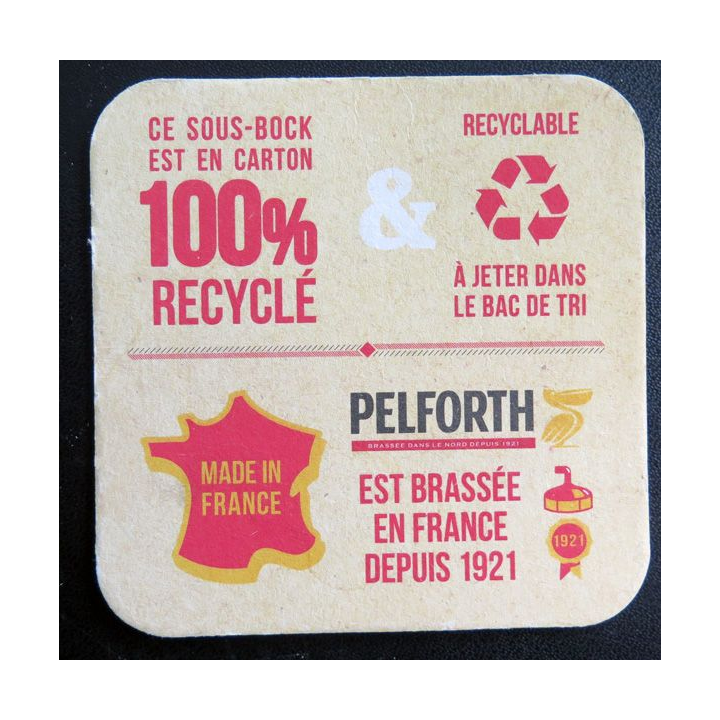 CE SOUS-BOCK
EST EN CARTON
100%
RECYCLÉ
&
RECYCLABLE
À JETER DANS
LE BAC DE TRI
MADE IN
FRANCE
PELFORTH
BRASSÉE DANS LE NORD DEPUIS 1921
EST BRASSÉE
EN FRANCE
DEPUIS 1921
1921